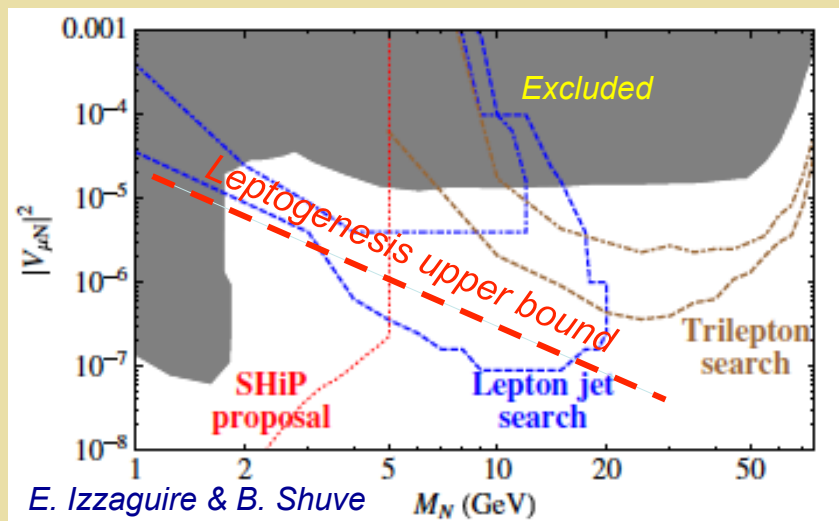 0.001
10^-4
10^-5
10^-6
10^-7
10^-8
|V_μN|^2
Excluded
Leptogenesis upper bound
Trilepton
search
SHiP
proposal
Lepton jet
search
1 2 5 10 20 50
E. Izzaguire & B. Shuve
M_N (GeV)